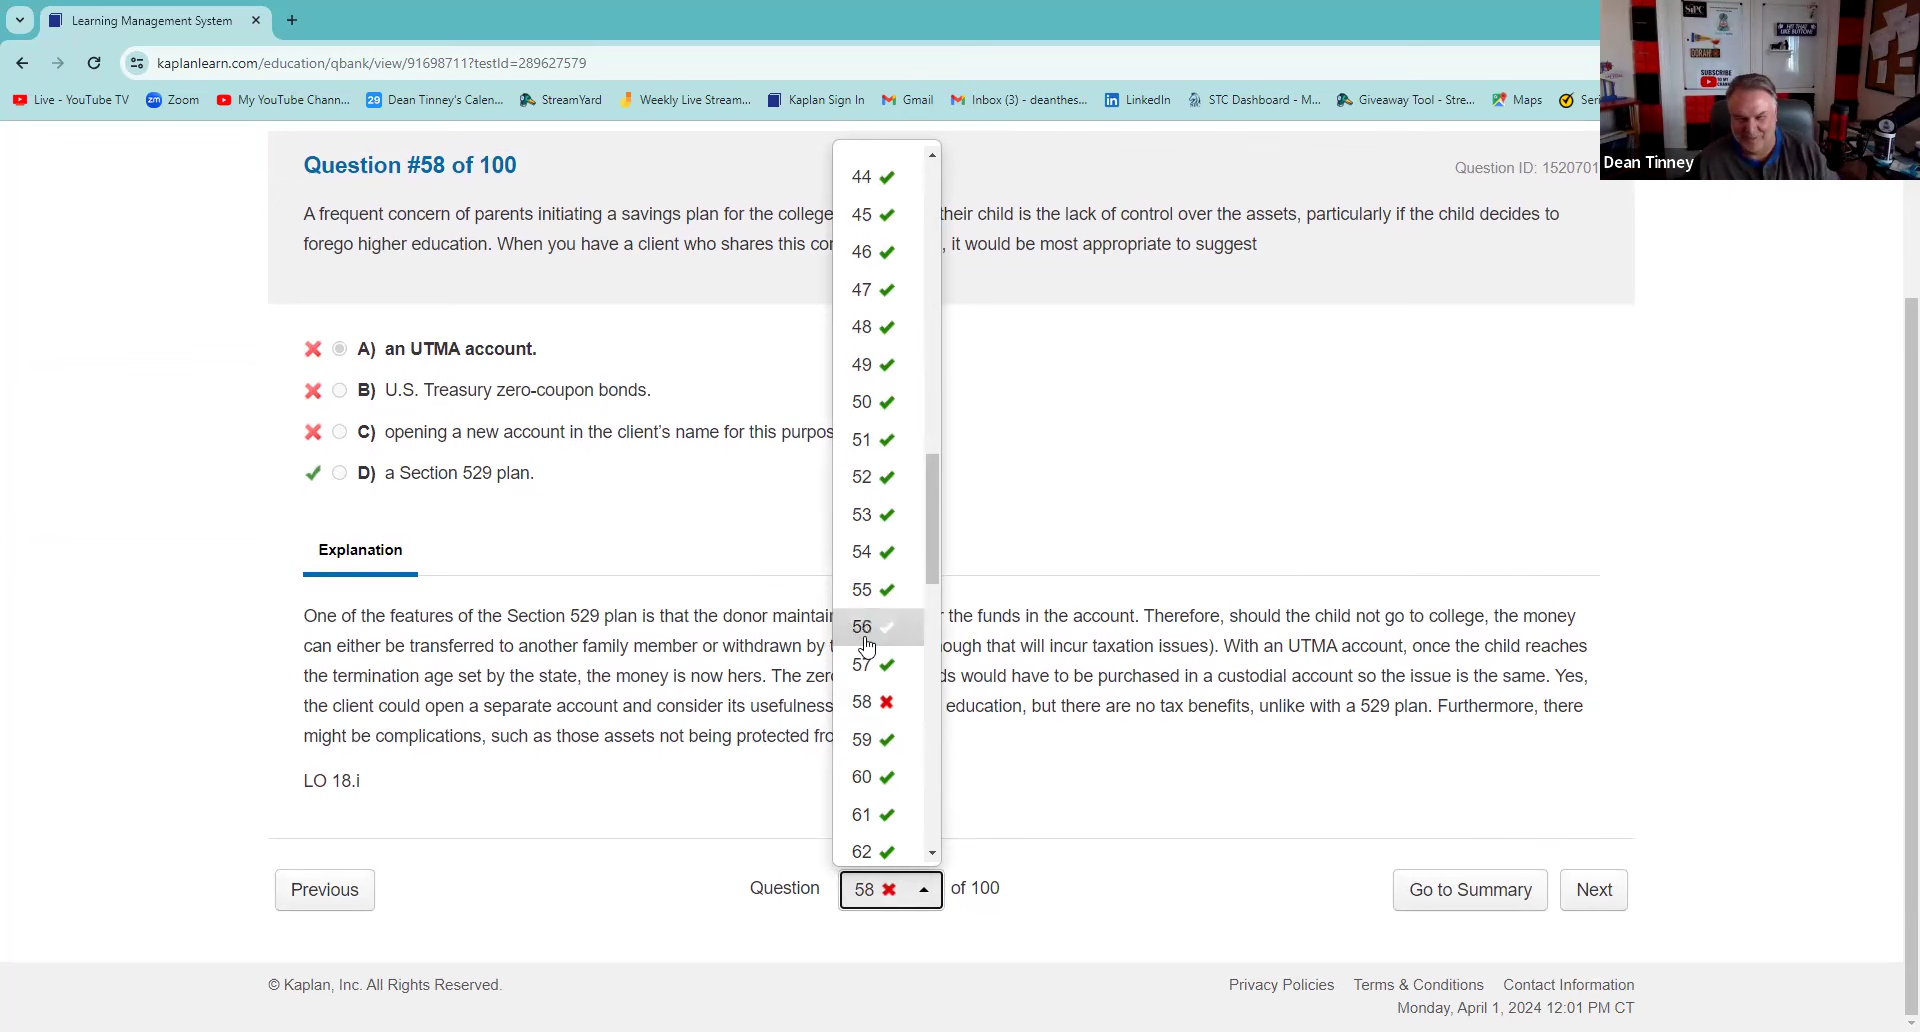 Learning Management System
kaplanlearn.com/education/qbank/view/91698711?testId=289627579
Live - YouTube TV
Zoom
My YouTube Chann...
Dean Tinney's Calen...
StreamYard
Weekly Live Stream...
Kaplan Sign In
Gmail
Inbox (3) - deanthes...
LinkedIn
STC Dashboard - M...
Giveaway Tool - Stre...
Maps
Seri
SIPC
HIT THAT
LIKE BUTTON!
SUBSCRIBE
Dean Tinney
Question #58 of 100
Question ID: 1520701
A frequent concern of parents initiating a savings plan for the college their child is the lack of control over the assets, particularly if the child decides to
forego higher education. When you have a client who shares this con , it would be most appropriate to suggest
A) an UTMA account.
B) U.S. Treasury zero-coupon bonds.
C) opening a new account in the client's name for this purpos
D) a Section 529 plan.
Explanation
One of the features of the Section 529 plan is that the donor maintain the funds in the account. Therefore, should the child not go to college, the money
can either be transferred to another family member or withdrawn by t ough that will incur taxation issues). With an UTMA account, once the child reaches
the termination age set by the state, the money is now hers. The zero ds would have to be purchased in a custodial account so the issue is the same. Yes,
the client could open a separate account and consider its usefulness education, but there are no tax benefits, unlike with a 529 plan. Furthermore, there
might be complications, such as those assets not being protected fro
LO 18.i
44
45
46
47
48
49
50
51
52
53
54
55
56
57
58
59
60
61
62
Previous
Question 58 of 100
Go to Summary
Next
© Kaplan, Inc. All Rights Reserved.
Privacy Policies
Terms & Conditions
Contact Information
Monday, April 1, 2024 12:01 PM CT